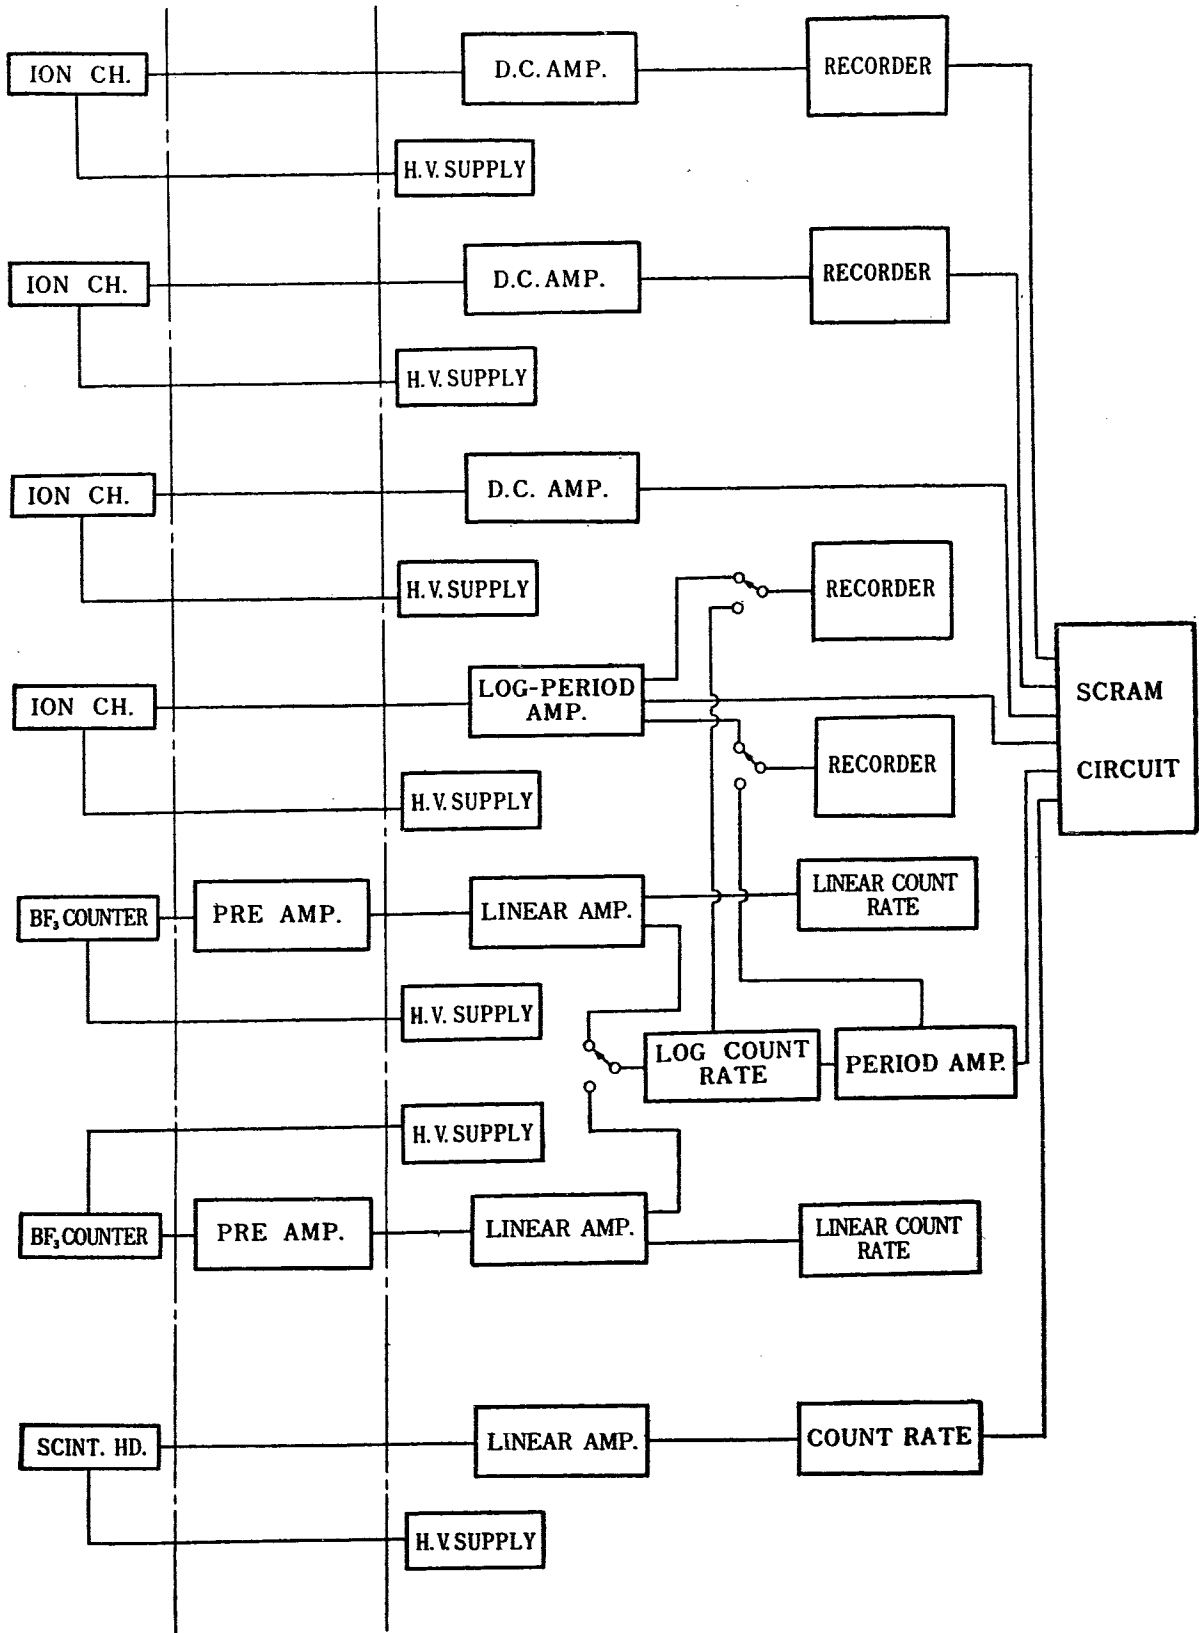 ION CH.
D.C. AMP.
RECORDER
H.V. SUPPLY
ION CH.
D.C. AMP.
RECORDER
H.V. SUPPLY
ION CH.
D.C. AMP.
H.V. SUPPLY
RECORDER
ION CH.
LOG-PERIOD
AMP.
RECORDER
SCRAM
CIRCUIT
H.V. SUPPLY
BF₃ COUNTER
PRE AMP.
LINEAR AMP.
LINEAR COUNT
RATE
H.V. SUPPLY
LOG COUNT
RATE
PERIOD AMP.
H.V. SUPPLY
BF₃ COUNTER
PRE AMP.
LINEAR AMP.
LINEAR COUNT
RATE
SCINT. HD.
LINEAR AMP.
COUNT RATE
H.V. SUPPLY